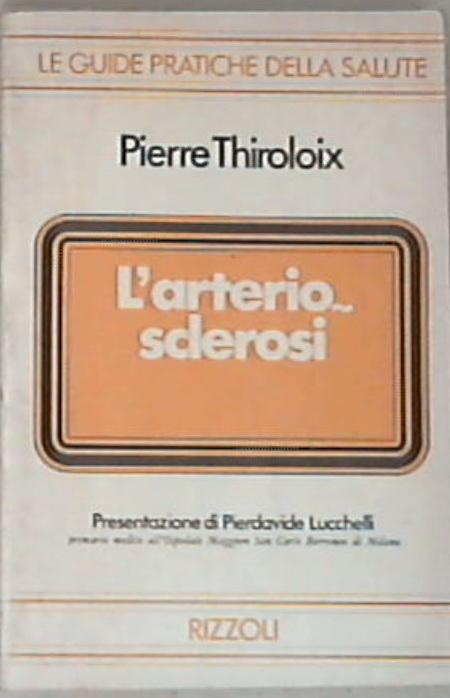 LE GUIDE PRATICHE DELLA SALUTE
Pierre Thiroloix
L'arterio~
sclerosi
Presentazione di Pierdavide Lucchelli
primario medico all'Ospedale Maggiore San Carlo Borromeo di Milano
RIZZOLI